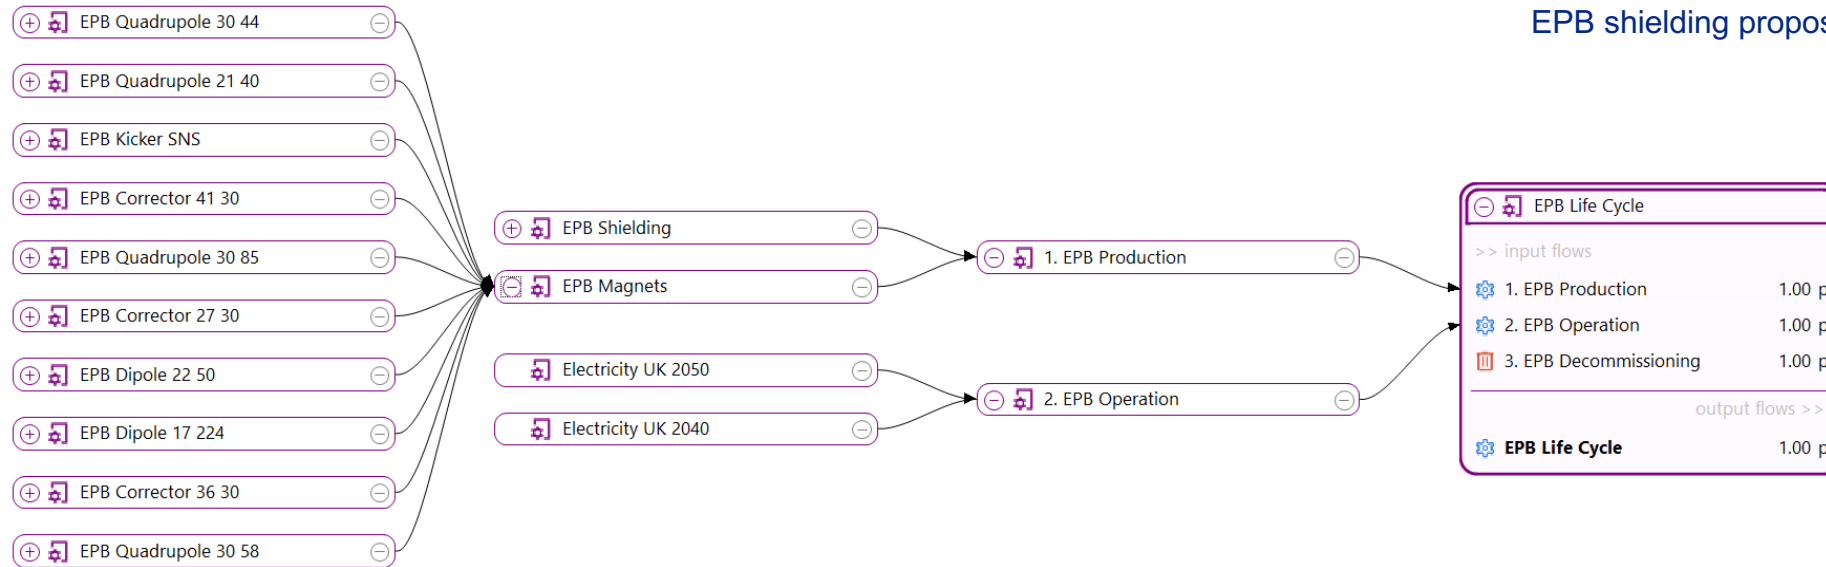 EPB shielding propos
EPB Quadrupole 30 44
EPB Quadrupole 21 40
EPB Kicker SNS
EPB Corrector 41 30
EPB Quadrupole 30 85
EPB Corrector 27 30
EPB Dipole 22 50
EPB Dipole 17 224
EPB Corrector 36 30
EPB Quadrupole 30 58
EPB Shielding
EPB Magnets
Electricity UK 2050
Electricity UK 2040
1. EPB Production
2. EPB Operation
EPB Life Cycle
>> input flows
1. EPB Production 1.00 p
2. EPB Operation 1.00 p
3. EPB Decommissioning 1.00 p
output flows >>
EPB Life Cycle 1.00 p